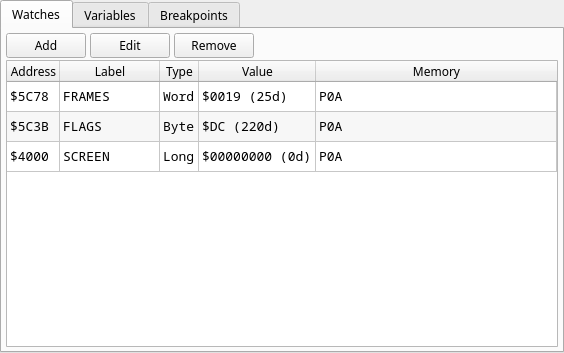 Watches Variables Breakpoints
Add Edit Remove
Address Label Type Value Memory
$5C78 FRAMES Word $0019 (25d) P0A
$5C3B FLAGS Byte $DC (220d) P0A
$4000 SCREEN Long $00000000 (0d) P0A